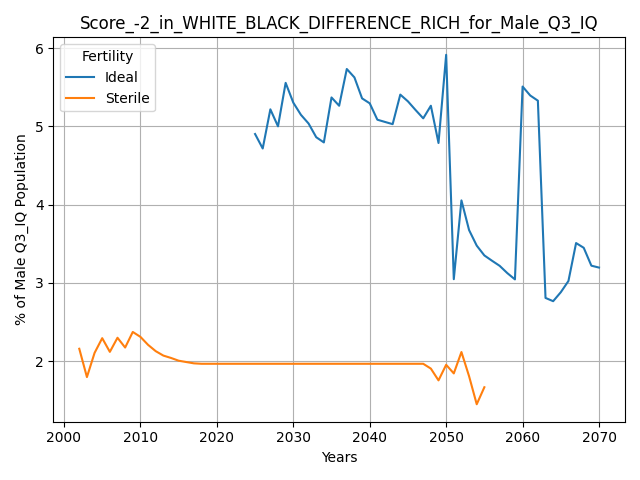 Score_-2_in_WHITE_BLACK_DIFFERENCE_RICH_for_Male_Q3_IQ
Fertility
Ideal
Sterile
% of Male Q3_IQ Population
6
5
4
3
2
2000 2010 2020 2030 2040 2050 2060 2070
Years